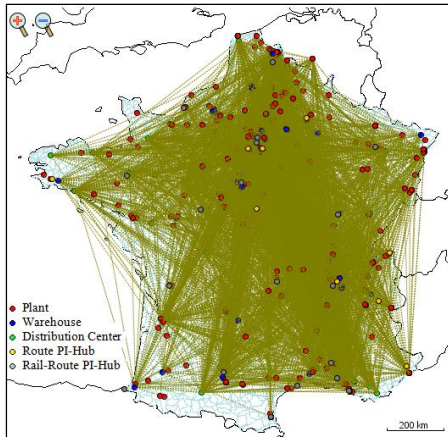 Plant
Warehouse
Distribution Center
Route PI-Hub
Rail-Route PI-Hub
200 km